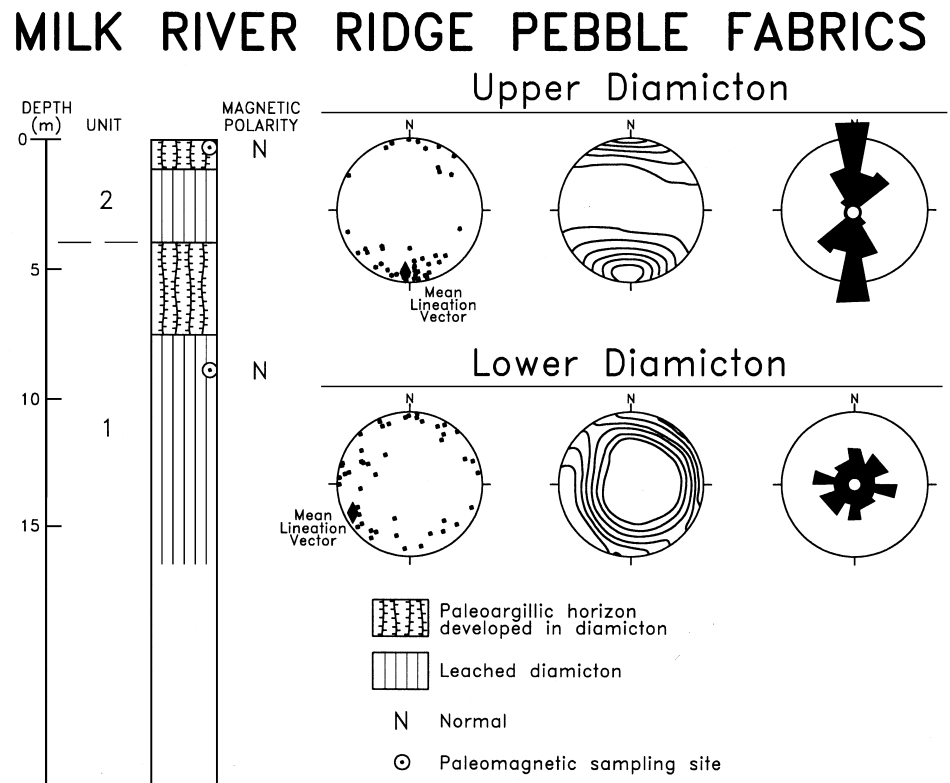 MILK RIVER RIDGE PEBBLE FABRICS
Upper Diamicton
DEPTH
(m)
UNIT
MAGNETIC
POLARITY
0
N
N
N
N
2
5
Mean
Lineation
Vector
Lower Diamicton
N
10
N
N
N
1
15
Mean
Lineation
Vector
Paleoargillic horizon
developed in diamicton
Leached diamicton
N Normal
Paleomagnetic sampling site